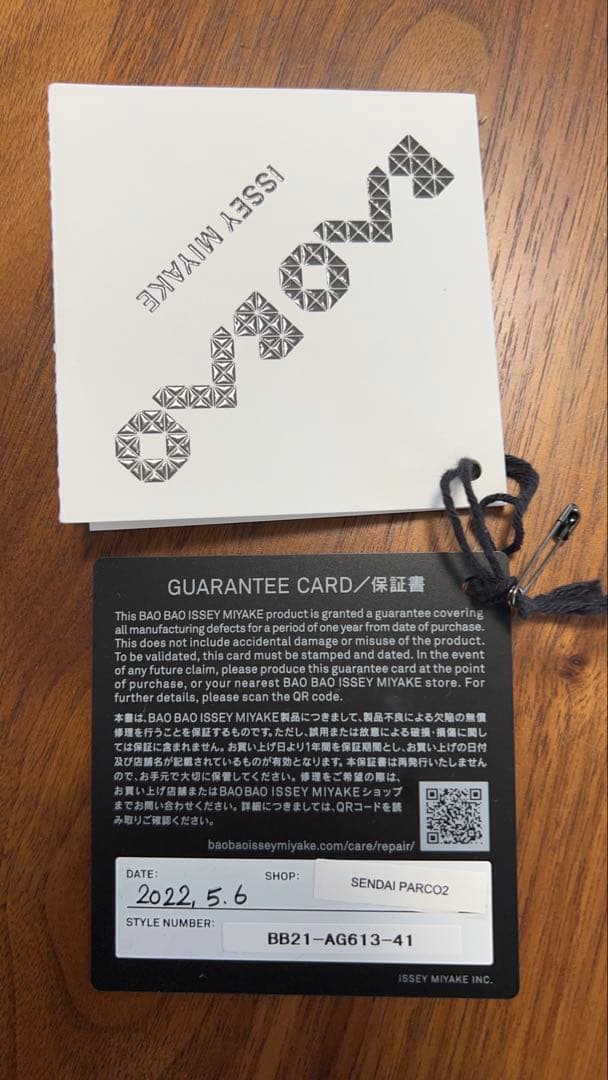 BAO BAO
ISSEY MIYAKE
GUARANTEE CARD/保証書
This BAO BAO ISSEY MIYAKE product is granted a guarantee covering
all manufacturing defects for a period of one year from date of purchase.
This does not include accidental damage or misuse of the product.
To be validated, this card must be stamped and dated. In the event
of any future claim, please produce this guarantee card at the point
of purchase, or your nearest BAO BAO ISSEY MIYAKE store. For
further details, please scan the QR code.
本書は、BAO BAO ISSEY MIYAKE製品につきまして、製品不良による欠陥の無償
修理を行うことを保証するものです。ただし、誤用または故意による破損・損傷に関し
ては保証に含まれません。お買い上げ日より1年間を保証期間とし、お買い上げの日付
及び店舗名が記載されているものが有効となります。本保証書は再発行いたしません
ので、お手元で大切に保管してください。修理をご希望の際は、
お買い上げ店舗またはBAO BAO ISSEY MIYAKEショップ
までお問い合わせください。詳細につきましては、QRコードを読
み取りご確認ください。
baobaoisseymiyake.com/care/repair/
DATE: 2022, 5.6 SHOP: SENDAI PARCO2
STYLE NUMBER: BB21-AG613-41
ISSEY MIYAKE INC.